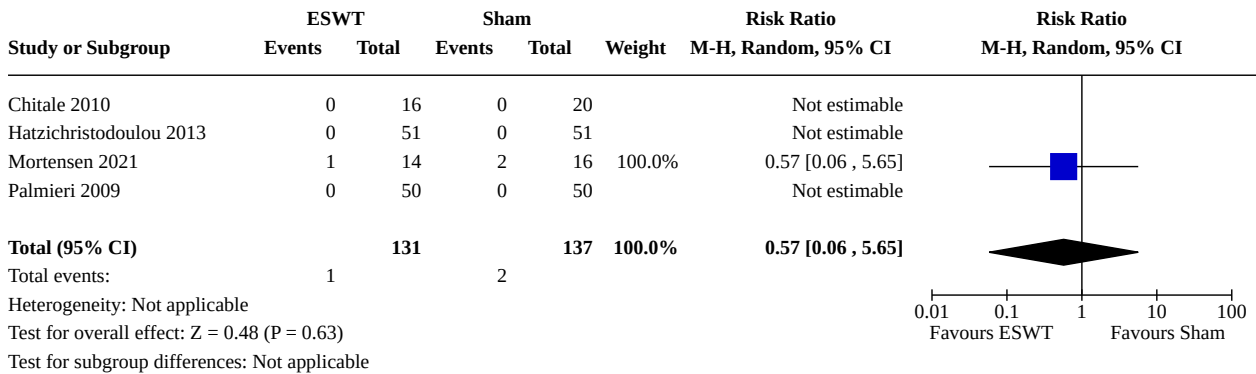 ESWT Sham Risk Ratio Risk Ratio
Study or Subgroup Events Total Events Total Weight M-H, Random, 95% CI M-H, Random, 95% CI
Chitale 2010 0 16 0 20 Not estimable
Hatzichristodoulou 2013 0 51 0 51 Not estimable
Mortensen 2021 1 14 2 16 100.0% 0.57 [0.06 , 5.65]
Palmieri 2009 0 50 0 50 Not estimable
Total (95% CI) 131 137 100.0% 0.57 [0.06 , 5.65]
Total events: 1 2
Heterogeneity: Not applicable
Test for overall effect: Z = 0.48 (P = 0.63)
Test for subgroup differences: Not applicable
0.01 0.1 1 10 100
Favours ESWT Favours Sham